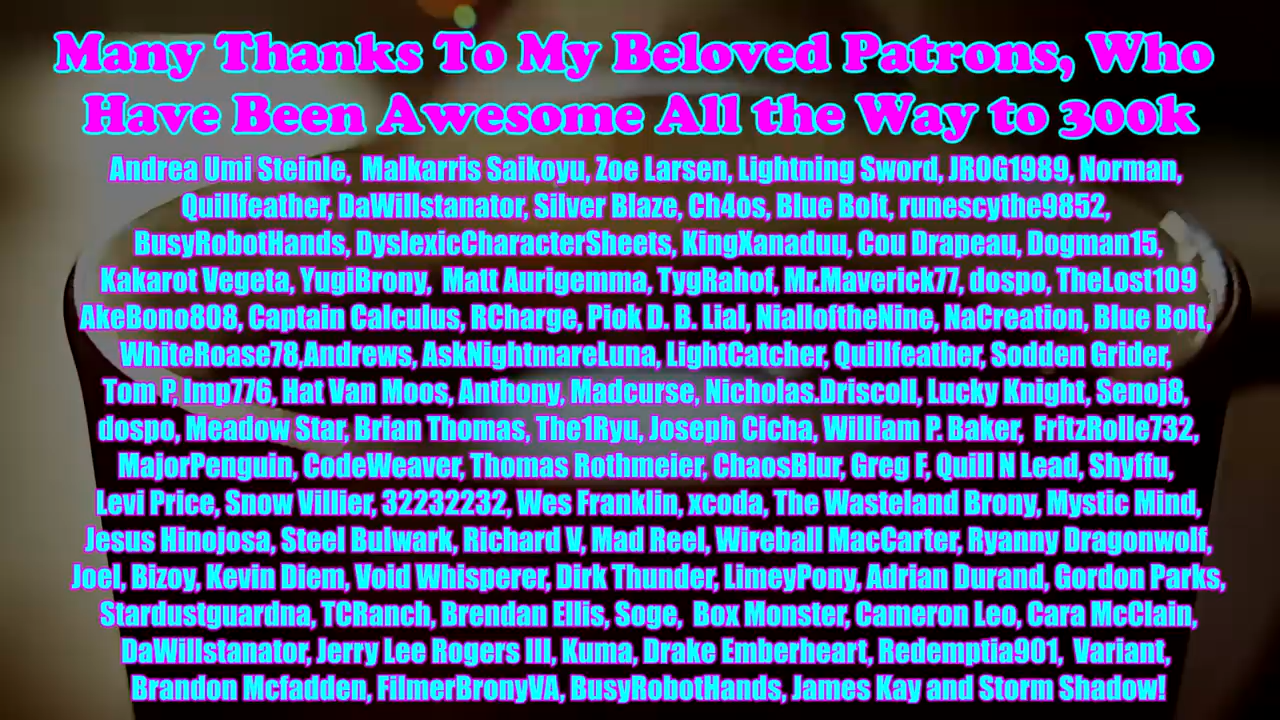 Many Thanks To My Beloved Patrons, Who
Have Been Awesome All the Way to 300k
Andrea Umi Steinle, Malkarris Saikoyu, Zoe Larsen, Lightning Sword, JROG1989, Norman,
Quillfeather, DaWillstanator, Silver Blaze, Ch4os, Blue Bolt, runescythe9852,
BusyRobotHands, DyslexicCharacterSheets, KingXanaduu, Cou Drapeau, Dogman15,
Kakarot Vegeta, YugiBrony, Matt Aurigemma, TygRahof, Mr.Maverick77, dospo, TheLost109
AkeBono808, Captain Calculus, RCharge, Piok D. B. Lial, NialloftheNine, NaCreation, Blue Bolt,
WhiteRoase78,Andrews, AskNightmareLuna, LightCatcher, Quillfeather, Sodden Grider,
Tom P, Imp776, Hat Van Moos, Anthony, Madcurse, Nicholas.Driscoll, Lucky Knight, Senoj8,
dospo, Meadow Star, Brian Thomas, The1Ryu, Joseph Cicha, William P. Baker, FritzRolle732,
MajorPenguin, CodeWeaver, Thomas Rothmeier, ChaosBlur, Greg F, Quill N Lead, Shyffu,
Levi Price, Snow Villier, 32232232, Wes Franklin, xcoda, The Wasteland Brony, Mystic Mind,
Jesus Hinojosa, Steel Bulwark, Richard V, Mad Reel, Wireball MacCarter, Ryanny Dragonwolf,
Joel, Bizoy, Kevin Diem, Void Whisperer, Dirk Thunder, LimeyPony, Adrian Durand, Gordon Parks,
Stardustguardna, TCRanch, Brendan Ellis, Soge, Box Monster, Cameron Leo, Cara McClain,
DaWillstanator, Jerry Lee Rogers III, Kuma, Drake Emberheart, Redemptia901, Variant,
Brandon Mcfadden, FilmerBronyVA, BusyRobotHands, James Kay and Storm Shadow!